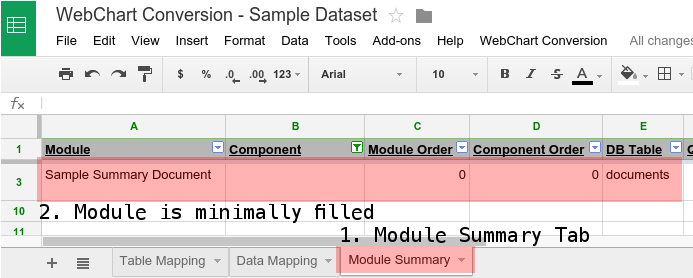 WebChart Conversion - Sample Dataset
File Edit View Insert Format Data Tools Add-ons Help WebChart Conversion All changes
$ % .0 .00 123 Arial 10 B I S A
fx
A B C D E
1 Module Component Module Order Component Order DB Table Q
3 Sample Summary Document 0 0 documents
10 2. Module is minimally filled
11 1. Module Summary Tab
+ Table Mapping Data Mapping Module Summary